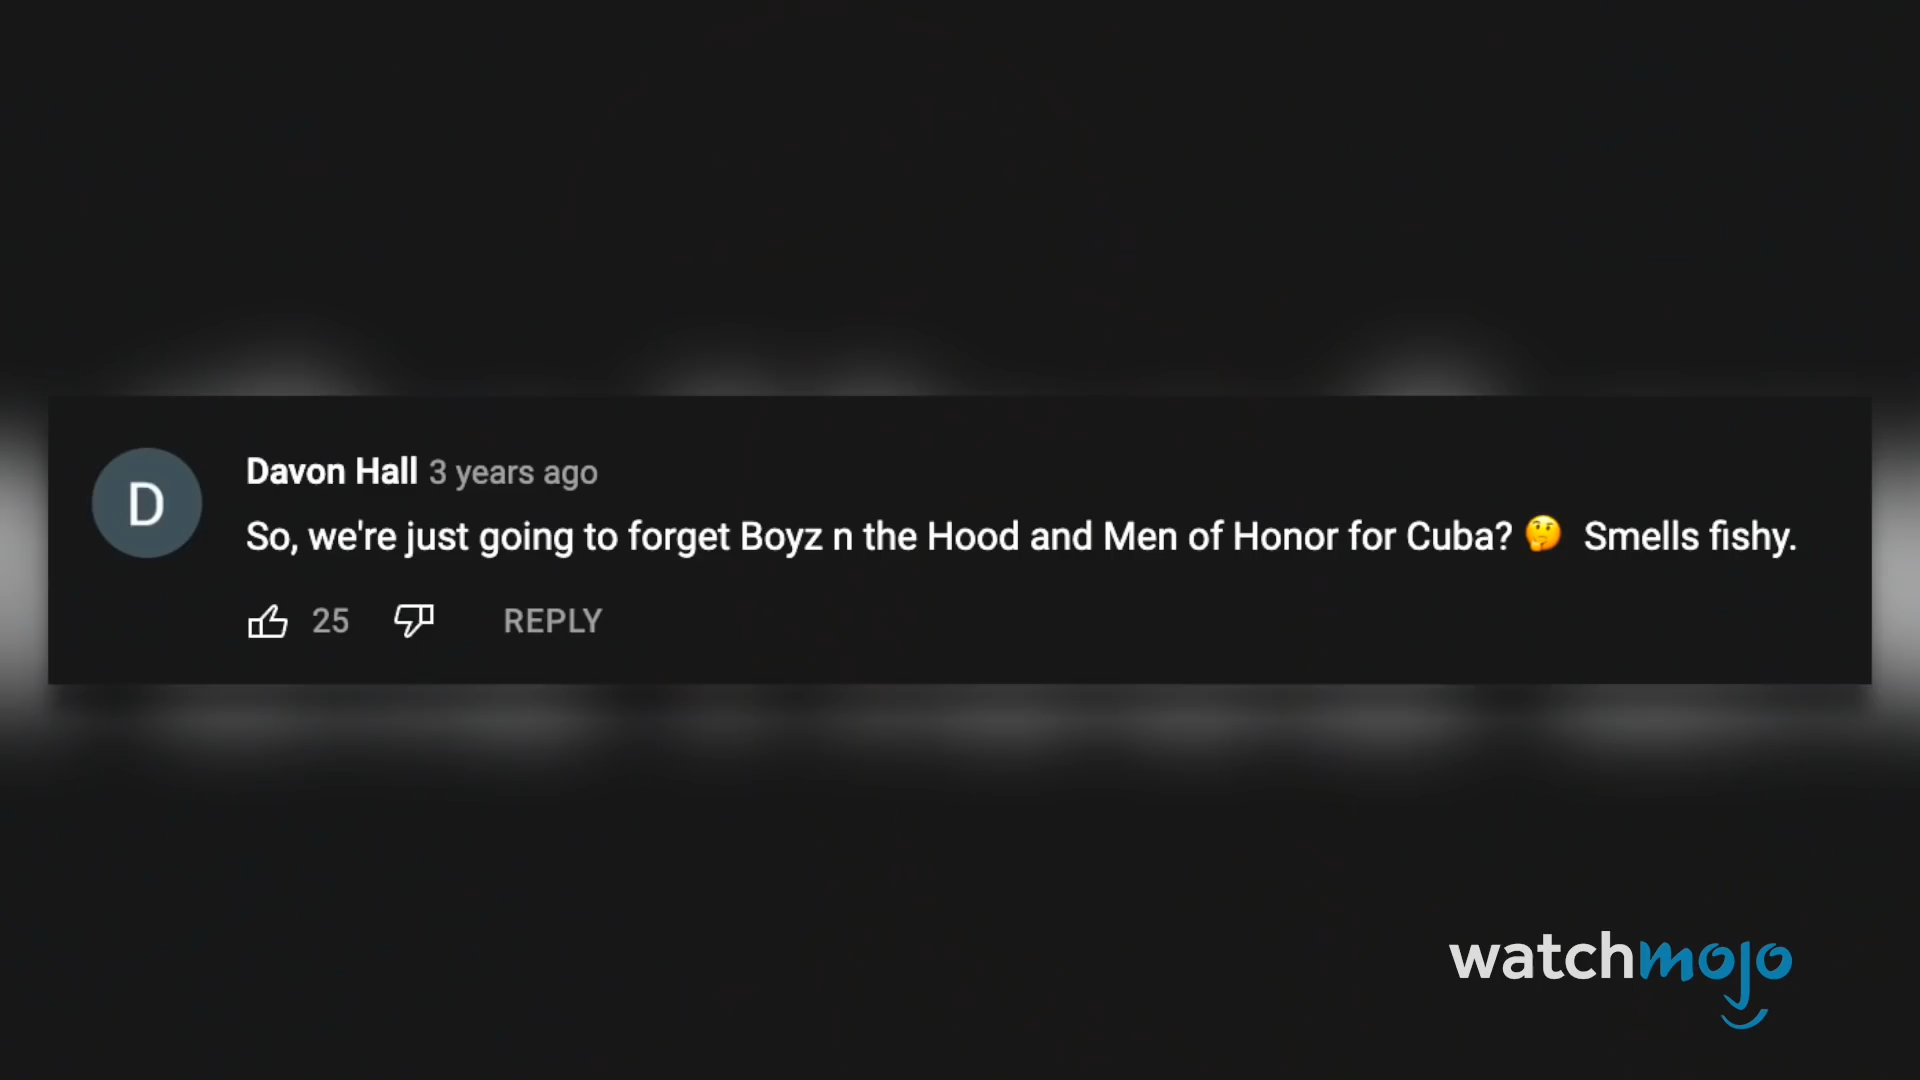 D
Davon Hall 3 years ago
So, we're just going to forget Boyz n the Hood and Men of Honor for Cuba? 🤔 Smells fishy.
25 REPLY
watchmojo